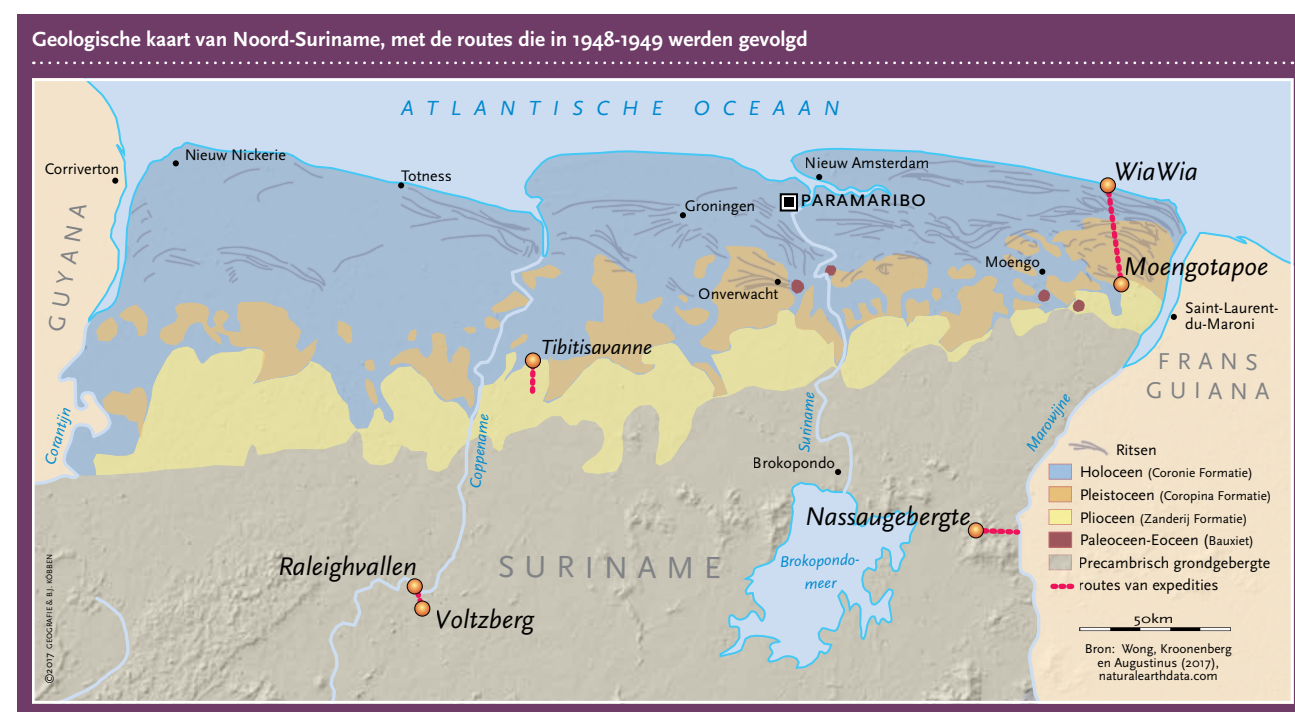 Geologische kaart van Noord-Suriname, met de routes die in 1948-1949 werden gevolgd
ATLANTISCHE OCEAAN
Corriverton
Nieuw Nickerie
Totness
Groningen
PARAMARIBO
Nieuw Amsterdam
WiaWia
GUYANA
Onverwacht
Moengo
Moengotapoe
Saint-Laurent-
du-Maroni
Tibitisavanne
FRANS
GUIANA
Corantijn
Coppename
Suriname
Marowijne
Brokopondo
Nassaugebergte
Brokopondo-
meer
Raleighvallen
SURINAME
Voltzberg
Ritsen
Holoceen (Coronie Formatie)
Pleistoceen (Coropina Formatie)
Plioceen (Zanderij Formatie)
Paleoceen-Eoceen (Bauxiet)
Precambrisch grondgebergte
routes van expedities
50km
Bron: Wong, Kroonenberg
en Augustinus (2017),
naturalearthdata.com
©2017 GEOGRAFIE & B.J. KÖBBEN